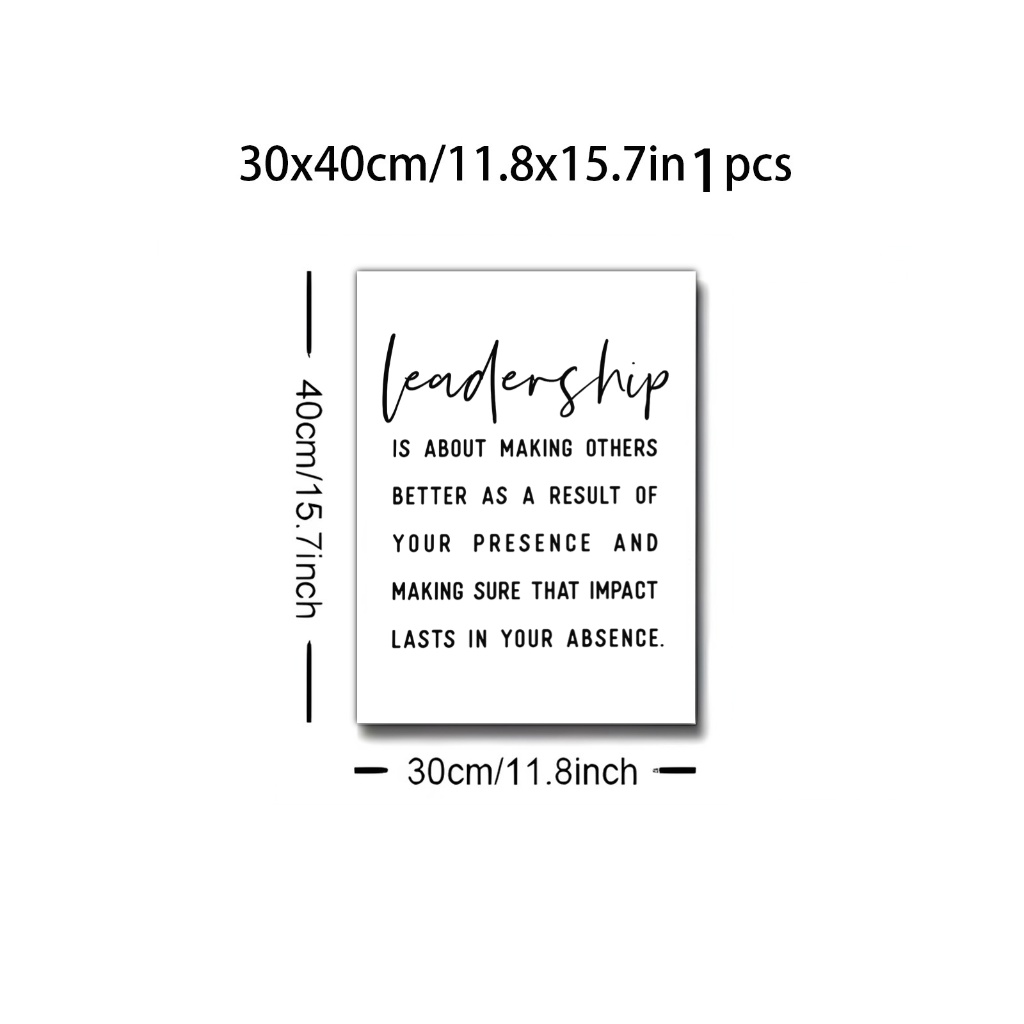 30x40cm/11.8x15.7in 1 pcs
40cm/15.7inch
leadership
IS ABOUT MAKING OTHERS
BETTER AS A RESULT OF
YOUR PRESENCE AND
MAKING SURE THAT IMPACT
LASTS IN YOUR ABSENCE.
30cm/11.8inch